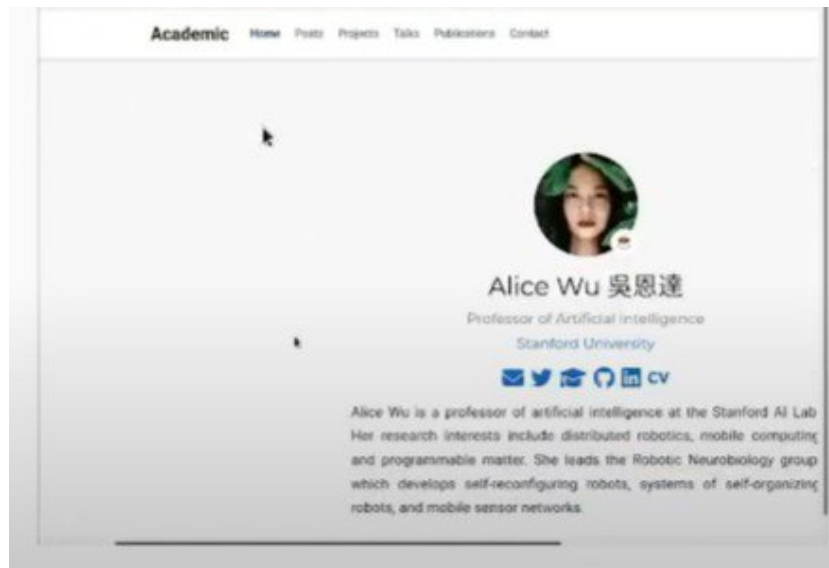 Academic Home Posts Projects Talks Publications Contact
Alice Wu 吳恩達
Professor of Artificial Intelligence
Stanford University
CV
Alice Wu is a professor of artificial intelligence at the Stanford AI Lab
Her research interests include distributed robotics, mobile computing
and programmable matter. She leads the Robotic Neurobiology group
which develops self-reconfiguring robots, systems of self-organizing
robots, and mobile sensor networks.